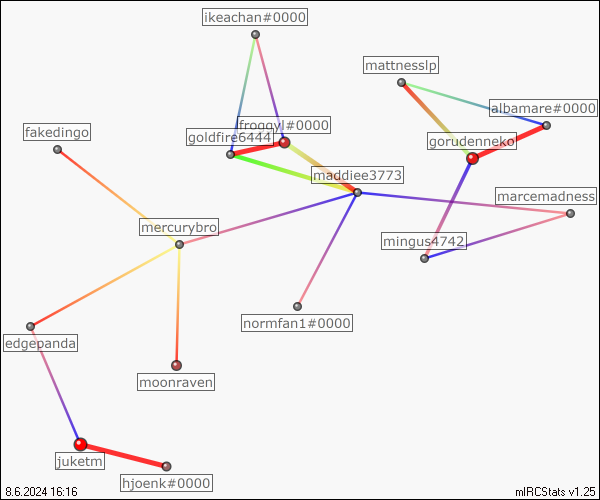 ikeachan#0000
mattnesslp
albamare#0000
froggyl#0000
fakedingo
goldfire6444
gorudenneko
maddiee3773
marcemadness
mercurybro
mingus4742
normfan1#0000
edgepanda
moonraven
juketm
hjoenk#0000
8.6.2024 16:16
mIRCStats v1.25